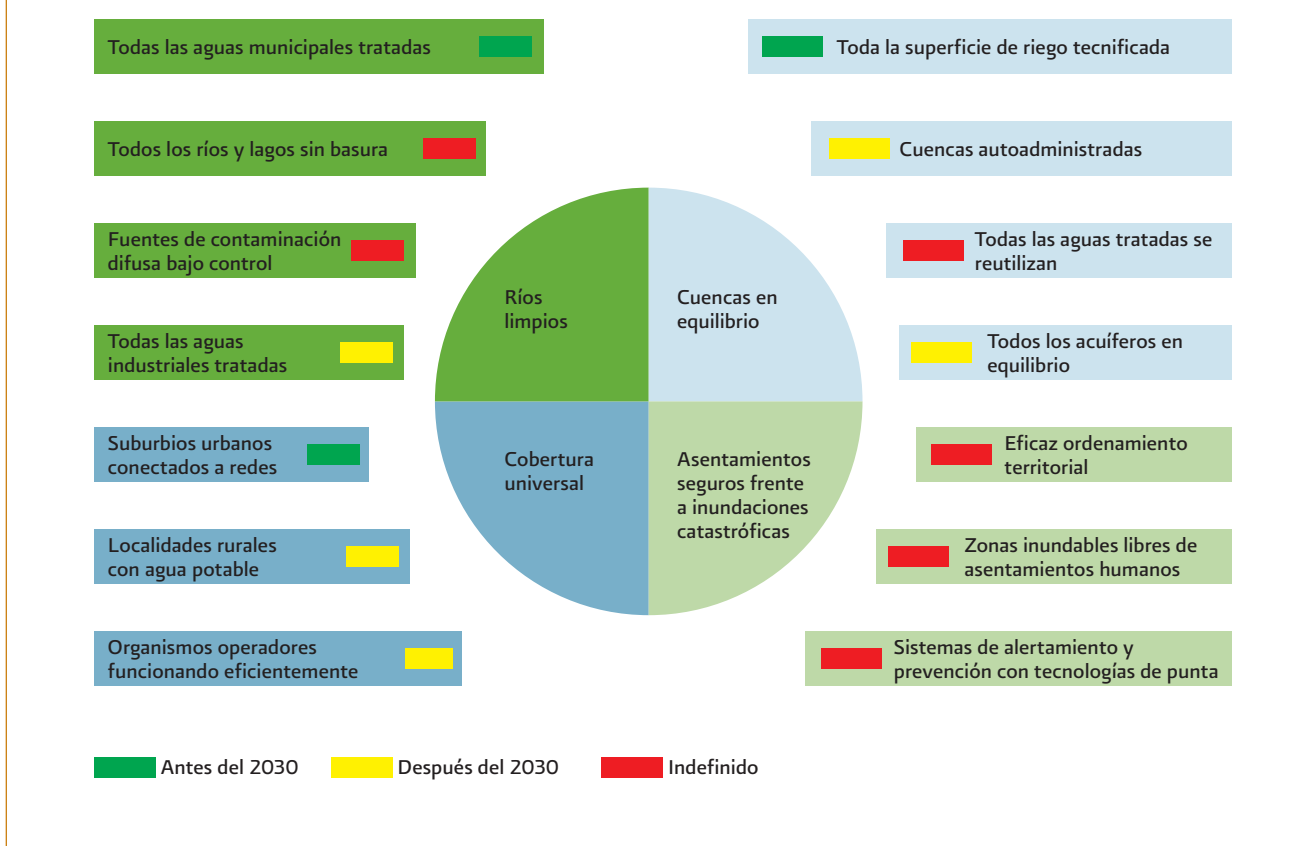 Todas las aguas municipales tratadas
Todos los ríos y lagos sin basura
Fuentes de contaminación
difusa bajo control
Todas las aguas
industriales tratadas
Suburbios urbanos
conectados a redes
Localidades rurales
con agua potable
Organismos operadores
funcionando eficientemente
Ríos
limpios
Cuencas en
equilibrio
Cobertura
universal
Asentamientos
seguros frente
a inundaciones
catastróficas
Toda la superficie de riego tecnificada
Cuencas autoadministradas
Todas las aguas tratadas se
reutilizan
Todos los acuíferos en
equilibrio
Eficaz ordenamiento
territorial
Zonas inundables libres de
asentamientos humanos
Sistemas de alertamiento y
prevención con tecnologías de punta
Antes del 2030
Después del 2030
Indefinido